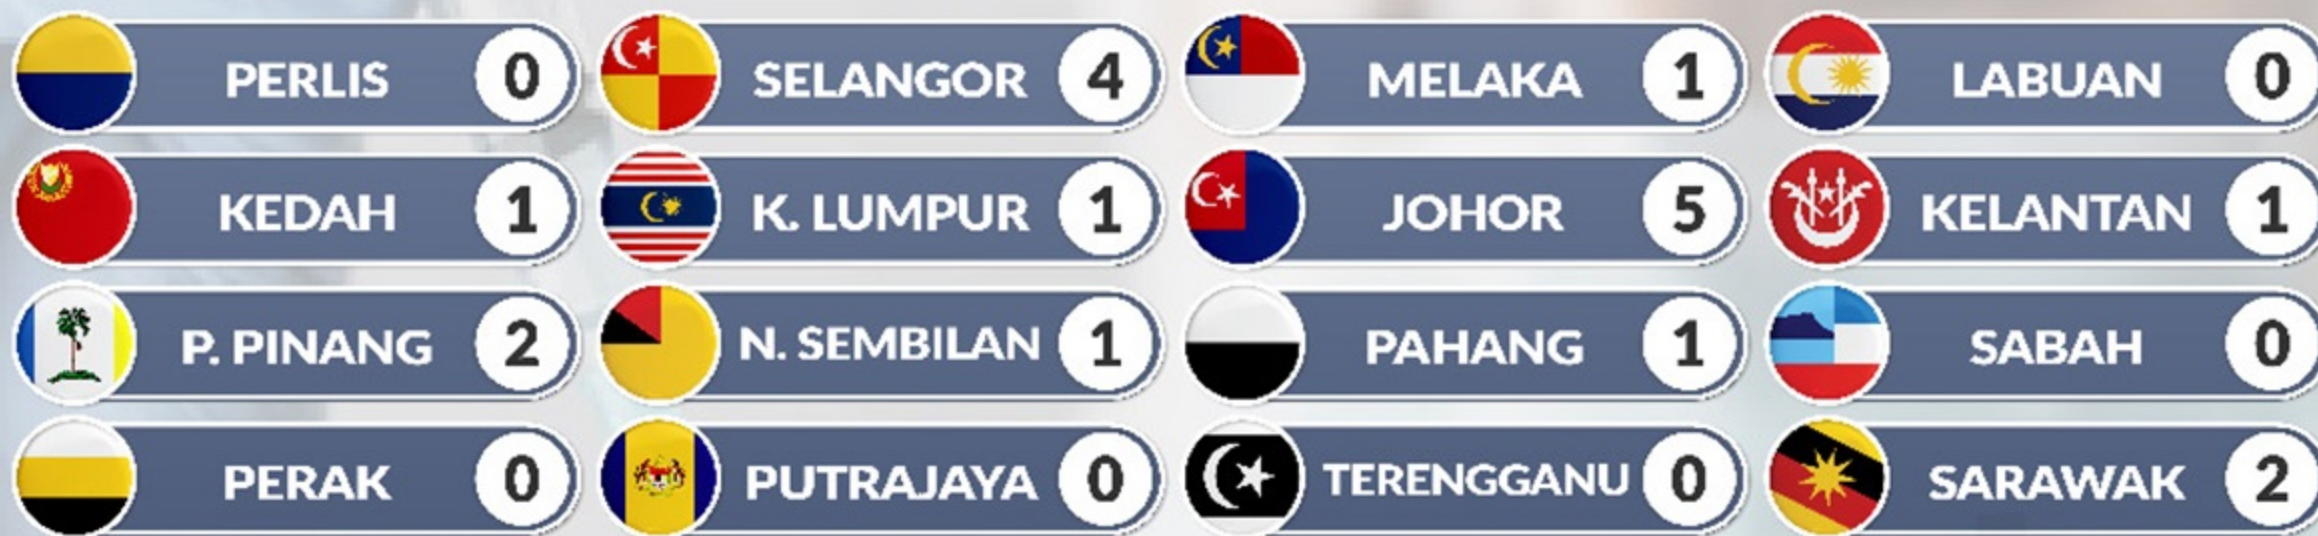 PERLIS 0
SELANGOR 4
MELAKA 1
LABUAN 0
KEDAH 1
K. LUMPUR 1
JOHOR 5
KELANTAN 1
P. PINANG 2
N. SEMBILAN 1
PAHANG 1
SABAH 0
PERAK 0
PUTRAJAYA 0
TERENGGANU 0
SARAWAK 2